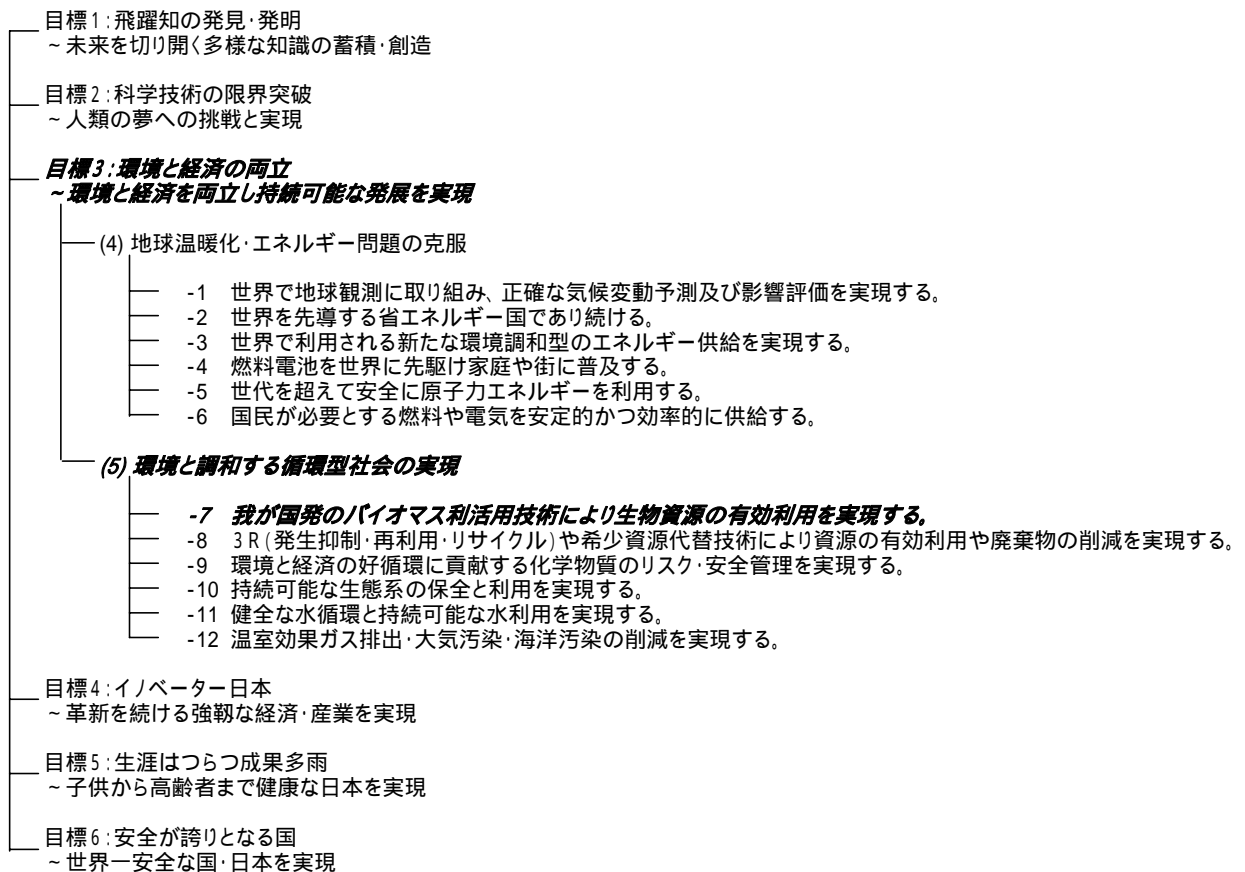 目標1:飛躍知の発見·発明
~未来を切り開く多様な知識の蓄積·創造
目標2:科学技術の限界突破
~人類の夢への挑戦と実現
目標3:環境と経済の両立
~環境と経済を両立し持続可能な発展を実現
(4) 地球温暖化·エネルギー問題の克服
-1 世界で地球観測に取り組み、正確な気候変動予測及び影響評価を実現する。
-2 世界を先導する省エネルギー国であり続ける。
-3 世界で利用される新たな環境調和型のエネルギー供給を実現する。
-4 燃料電池を世界に先駆け家庭や街に普及する。
-5 世代を超えて安全に原子力エネルギーを利用する。
-6 国民が必要とする燃料や電気を安定的かつ効率的に供給する。
(5) 環境と調和する循環型社会の実現
-7 我が国発のバイオマス利活用技術により生物資源の有効利用を実現する。
-8 3R(発生抑制·再利用·リサイクル)や希少資源代替技術により資源の有効利用や廃棄物の削減を実現する。
-9 環境と経済の好循環に貢献する化学物質のリスク·安全管理を実現する。
-10 持続可能な生態系の保全と利用を実現する。
-11 健全な水循環と持続可能な水利用を実現する。
-12 温室効果ガス排出·大気汚染·海洋汚染の削減を実現する。
目標4:イノベーター日本
~革新を続ける強靱な経済·産業を実現
目標5:生涯はつらつ成果多雨
~子供から高齢者まで健康な日本を実現
目標6:安全が誇りとなる国
~世界一安全な国·日本を実現